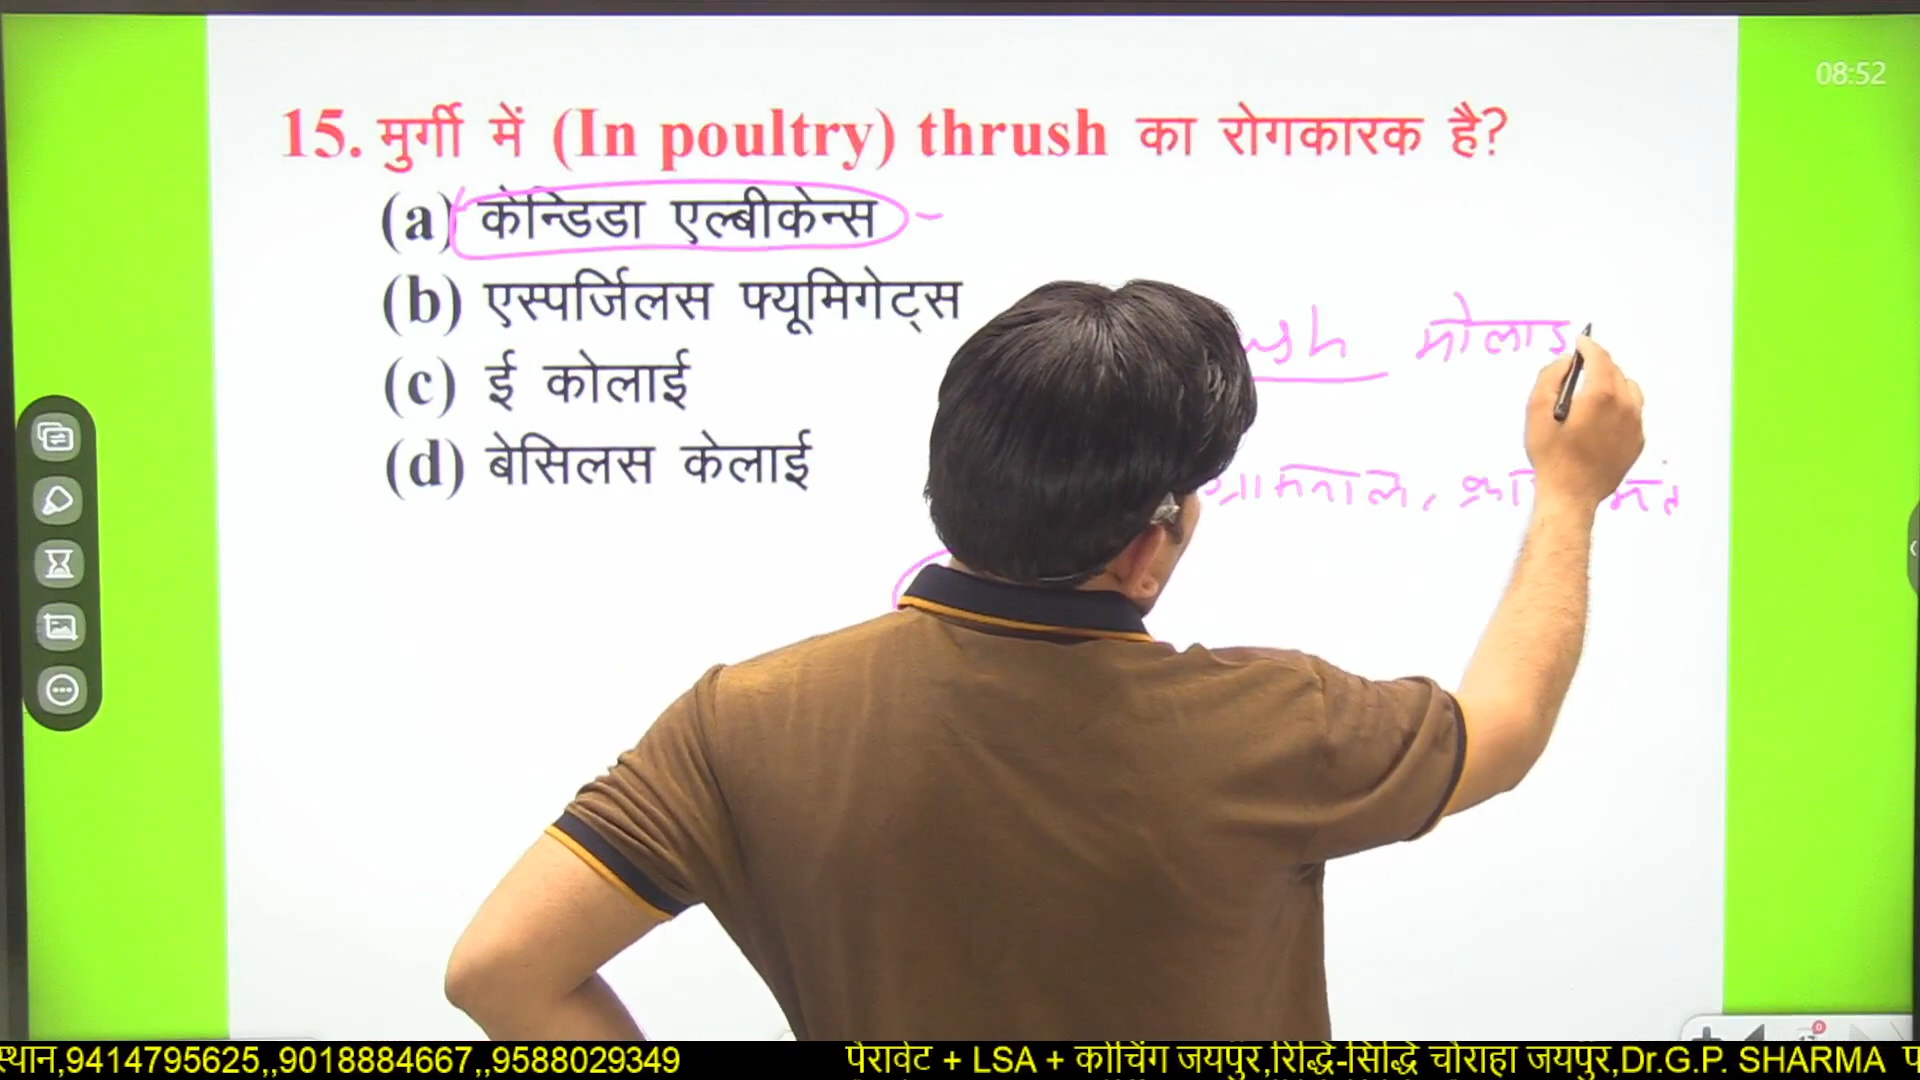 08:52
15. मुर्गी में (In poultry) thrush का रोगकारक है?
(a) केन्डिडा एल्बीकेन्स
(b) एस्पर्जिलस फ्यूमिगेट्स
(c) ई कोलाई
(d) बेसिलस केलाई
स्थान,9414795625,,9018884667,,9588029349 पैरावेट + LSA + कोचिंग जयपुर,रिद्धि-सिद्धि चोराहा जयपुर,Dr.G.P. SHARMA